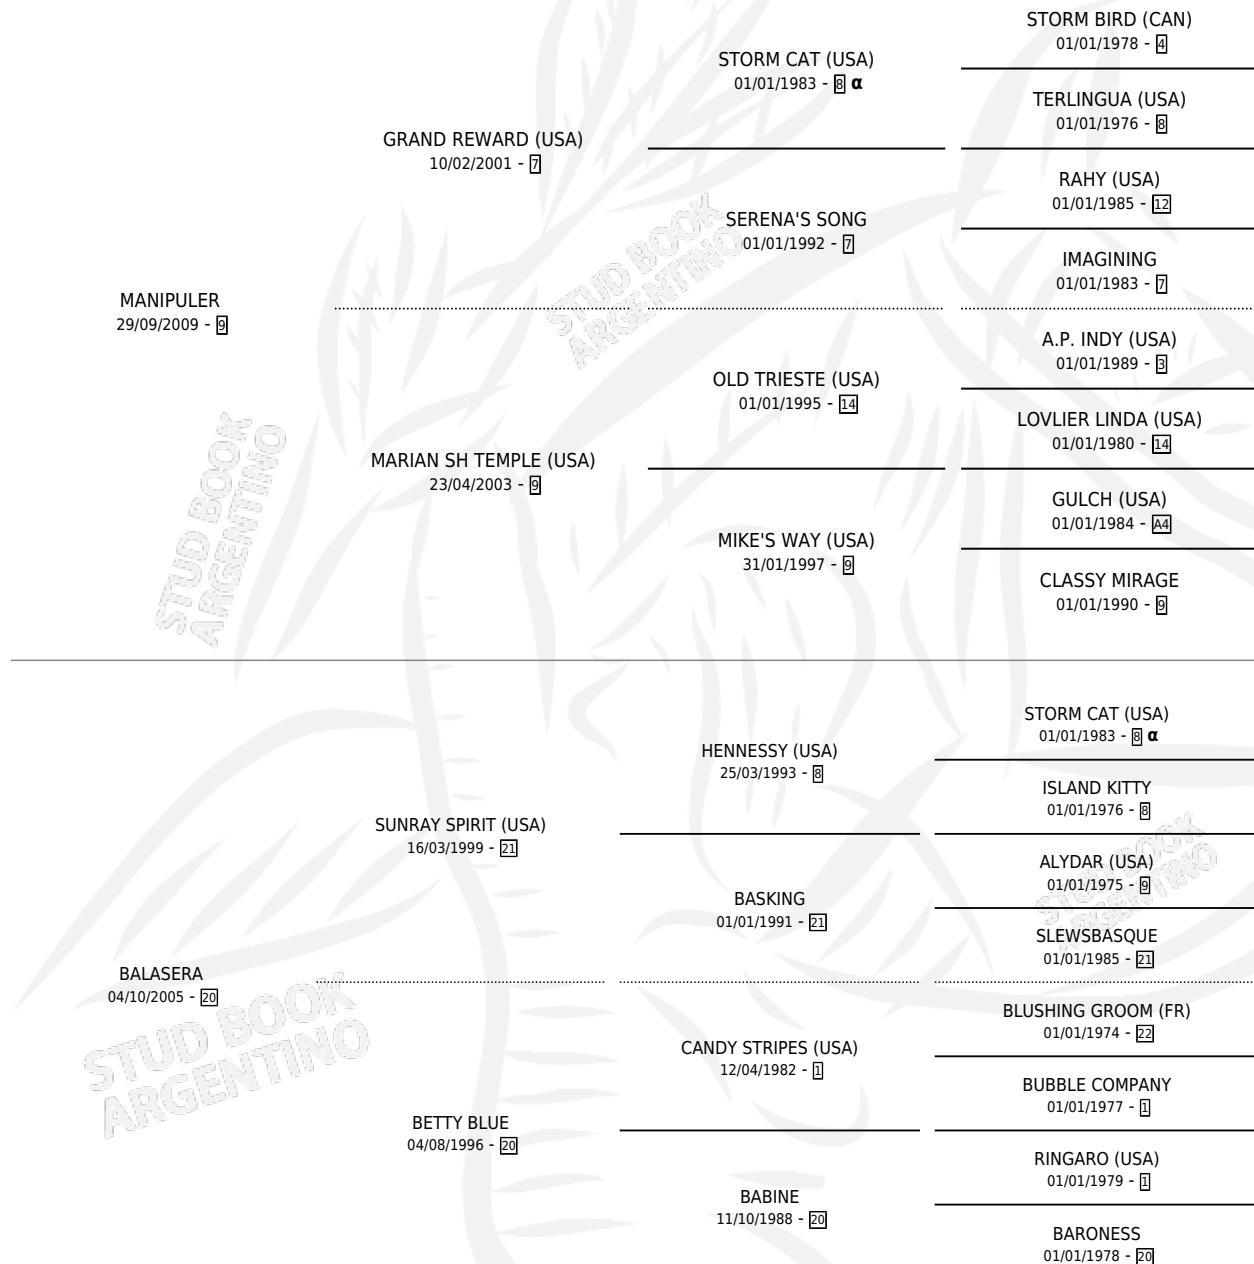 STORM BIRD (CAN)
01/01/1978 - 4
STORM CAT (USA)
01/01/1983 - 8 α
TERLINGUA (USA)
01/01/1976 - 8
GRAND REWARD (USA)
10/02/2001 - 7
RAHY (USA)
01/01/1985 - 12
SERENA'S SONG
01/01/1992 - 7
IMAGINING
01/01/1983 - 7
MANIPULER
29/09/2009 - 9
A.P. INDY (USA)
01/01/1989 - 3
OLD TRIESTE (USA)
01/01/1995 - 14
LOVLIER LINDA (USA)
01/01/1980 - 14
MARIAN SH TEMPLE (USA)
23/04/2003 - 9
GULCH (USA)
01/01/1984 - A4
MIKE'S WAY (USA)
31/01/1997 - 9
CLASSY MIRAGE
01/01/1990 - 9
STORM CAT (USA)
01/01/1983 - 8 α
HENNESSY (USA)
25/03/1993 - 8
ISLAND KITTY
01/01/1976 - 8
SUNRAY SPIRIT (USA)
16/03/1999 - 21
ALYDAR (USA)
01/01/1975 - 9
BASKING
01/01/1991 - 21
SLEWSBASQUE
01/01/1985 - 21
BALASERA
04/10/2005 - 20
BLUSHING GROOM (FR)
01/01/1974 - 22
CANDY STRIPES (USA)
12/04/1982 - 1
BUBBLE COMPANY
01/01/1977 - 1
BETTY BLUE
04/08/1996 - 20
RINGARO (USA)
01/01/1979 - 1
BABINE
11/10/1988 - 20
BARONESS
01/01/1978 - 20
STUD BOOK
ARGENTINO
STUD BOOK
ARGENTINO
STUD BOOK
ARGENTINO
STUD BOOK
ARGENTINO